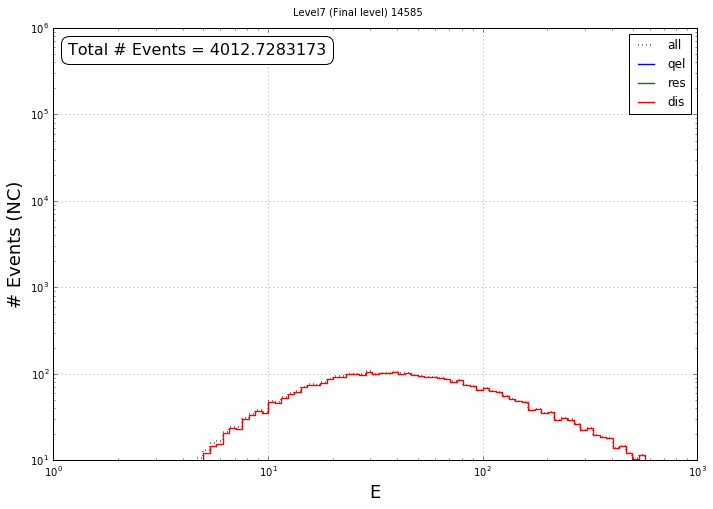 Level7 (Final level) 14585
Total # Events = 4012.7283173
all
qel
res
dis
# Events (NC)
10^6
10^5
10^4
10^3
10^2
10^1
10^0
10^1
10^2
10^3
E